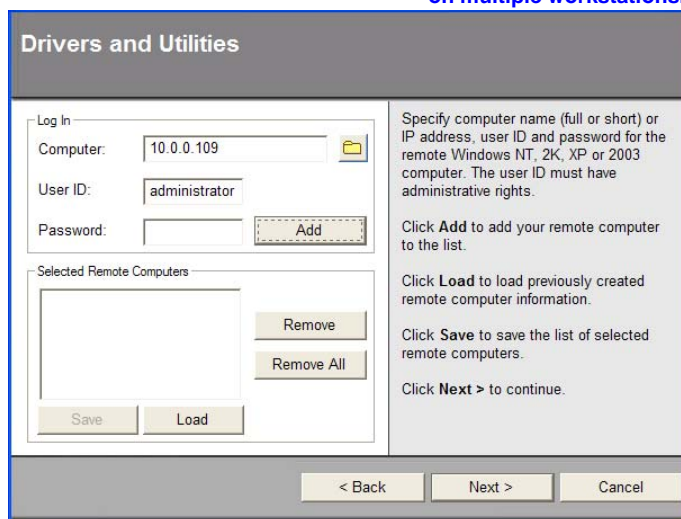 on multiple workstations.
Drivers and Utilities
Log In
Computer:
10.0.0.109
User ID:
administrator
Password:
Add
Selected Remote Computers
Remove
Remove All
Save
Load
Specify computer name (full or short) or
IP address, user ID and password for the
remote Windows NT, 2K, XP or 2003
computer. The user ID must have
administrative rights.
Click Add to add your remote computer
to the list.
Click Load to load previously created
remote computer information.
Click Save to save the list of selected
remote computers.
Click Next > to continue.
< Back
Next >
Cancel